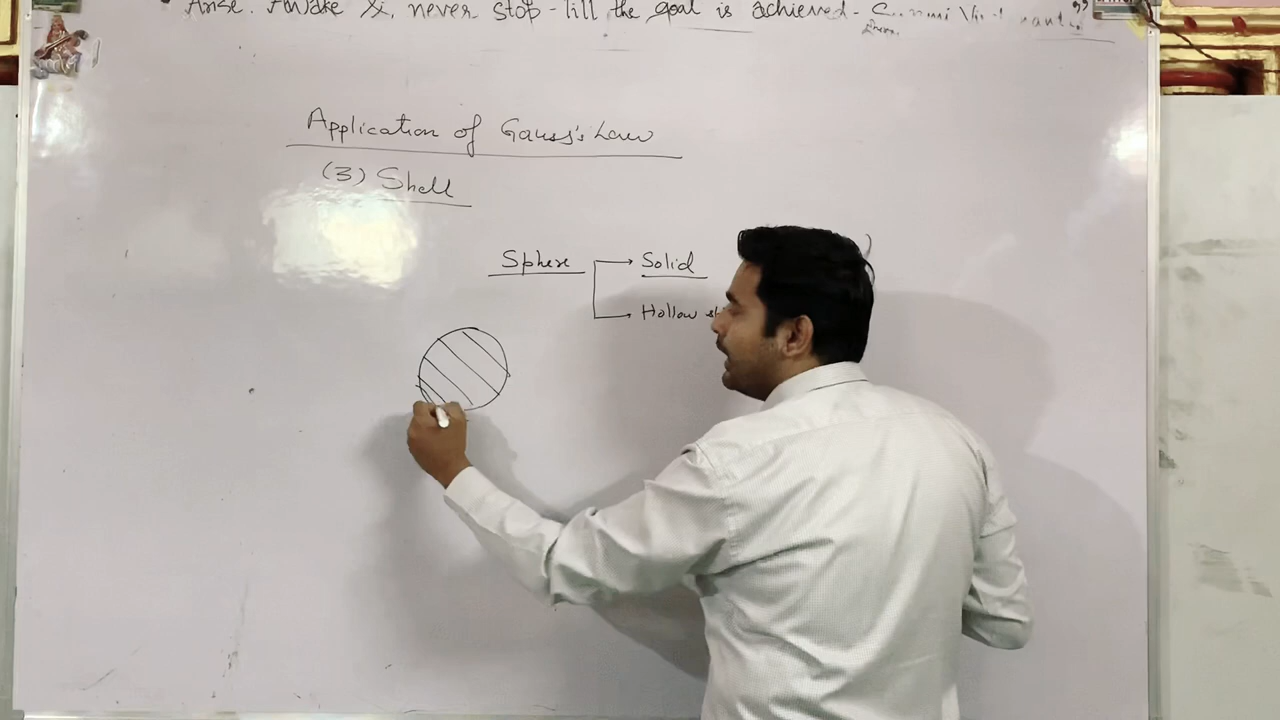 Arise. Awake &, never stop - till the goal is achieved -
Application of Gauss's Law
(3) Shell
Sphere → Solid
→ Hollow